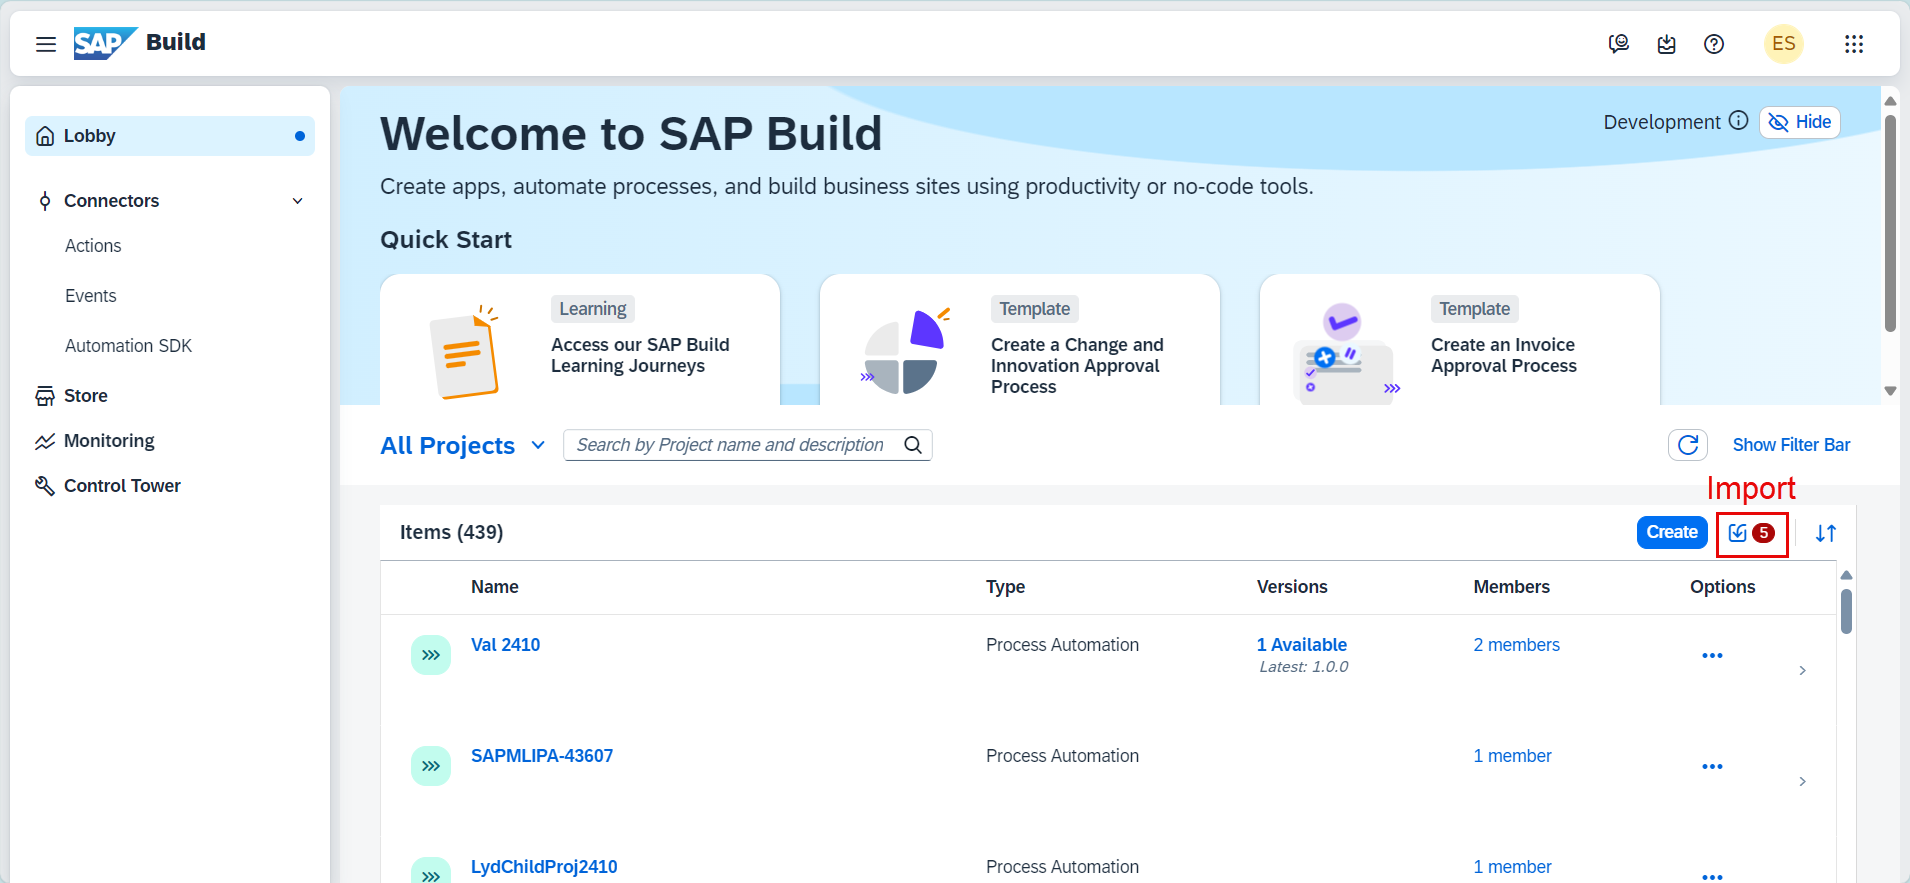 SAP Build
ES
Lobby
Connectors
Actions
Events
Automation SDK
Store
Monitoring
Control Tower
Welcome to SAP Build
Development
Hide
Create apps, automate processes, and build business sites using productivity or no-code tools.
Quick Start
Learning
Access our SAP Build
Learning Journeys
Template
Create a Change and
Innovation Approval
Process
Template
Create an Invoice
Approval Process
All Projects
Search by Project name and description
Show Filter Bar
Import
Items (439)
Create
5
Name Type Versions Members Options
Val 2410 Process Automation 1 Available 2 members
Latest: 1.0.0
SAPMLIPA-43607 Process Automation 1 member
LydChildProj2410 Process Automation 1 member